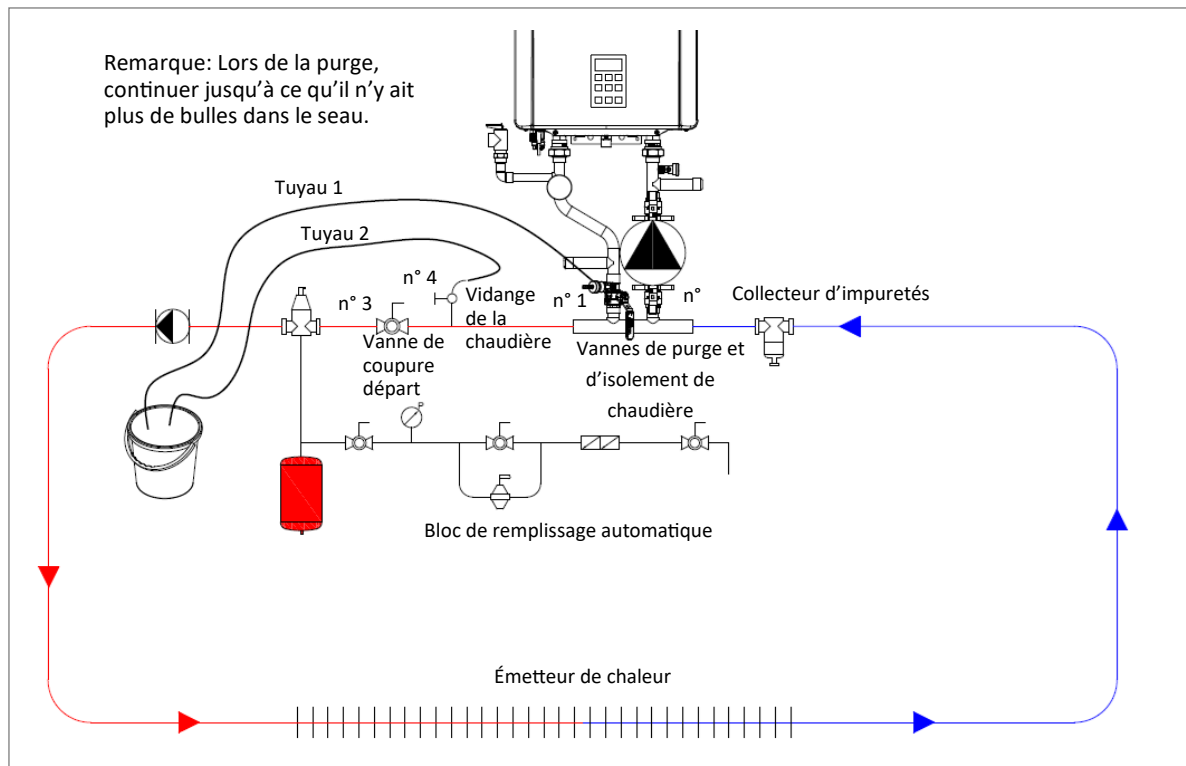 Remarque: Lors de la purge,
continuer jusqu’à ce qu’il n’y ait
plus de bulles dans le seau.
Tuyau 1
Tuyau 2
n° 4
n° 3
n° 1
n°
Vidange
de la
chaudière
Vanne de
coupure
départ
Vannes de purge et
d’isolement de
chaudière
Collecteur d’impuretés
Bloc de remplissage automatique
Émetteur de chaleur